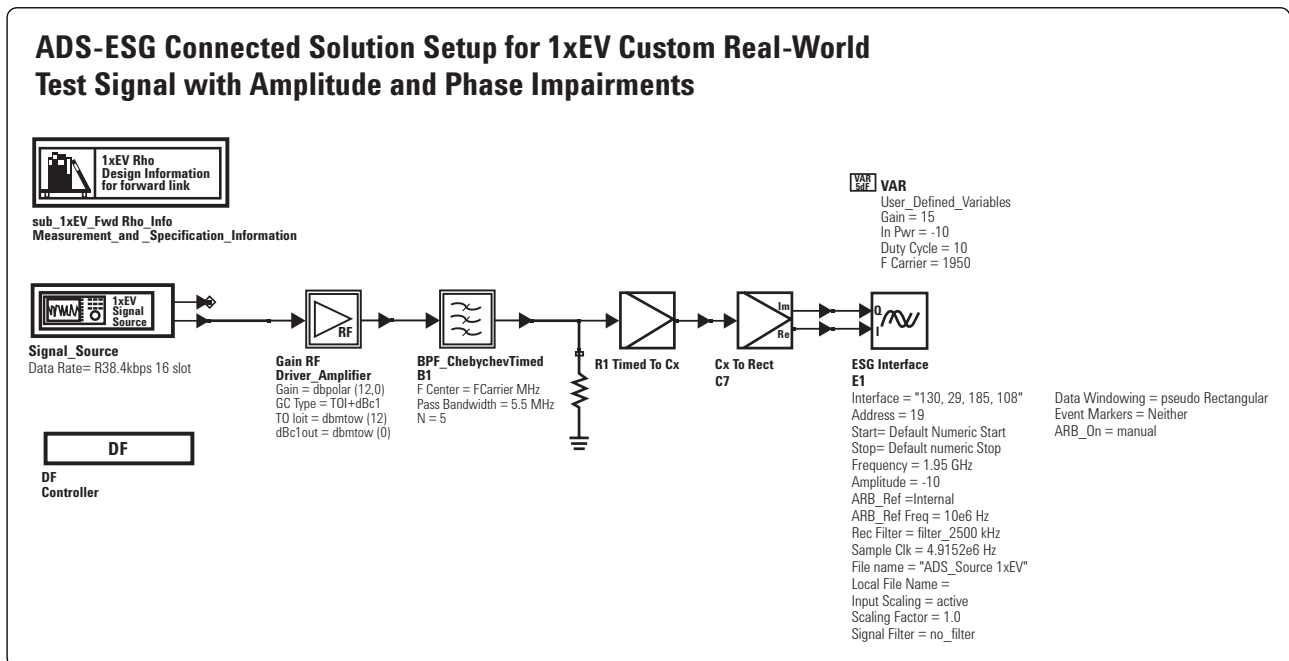 ADS-ESG Connected Solution Setup for 1xEV Custom Real-World
Test Signal with Amplitude and Phase Impairments
1xEV Rho
Design Information
for forward link
sub_1xEV_Fwd Rho_Info
Measurement_and _Specification_Information
VAR
5dF
VAR
User_Defined_Variables
Gain = 15
In Pwr = -10
Duty Cycle = 10
F Carrier = 1950
1xEV
Signal
Source
Signal_Source
Data Rate= R38.4kbps 16 slot
RF
Gain RF
Driver_Amplifier
Gain = dbpolar (12,0)
GC Type = TOI+dBc1
TO Ioit = dbmtow (12)
dBc1out = dbmtow (0)
BPF_ChebychevTimed
B1
F Center = FCarrier MHz
Pass Bandwidth = 5.5 MHz
N = 5
R1 Timed To Cx
Im
Re
Cx To Rect
C7
Q
I
ESG Interface
E1
Interface = "130, 29, 185, 108"
Address = 19
Start= Default Numeric Start
Stop= Default numeric Stop
Frequency = 1.95 GHz
Amplitude = -10
ARB_Ref =Internal
ARB_Ref Freq = 10e6 Hz
Rec Filter = filter_2500 kHz
Sample Clk = 4.9152e6 Hz
File name = "ADS_Source 1xEV"
Local File Name =
Input Scaling = active
Scaling Factor = 1.0
Signal Filter = no_filter
Data Windowing = pseudo Rectangular
Event Markers = Neither
ARB_On = manual
DF
DF
Controller